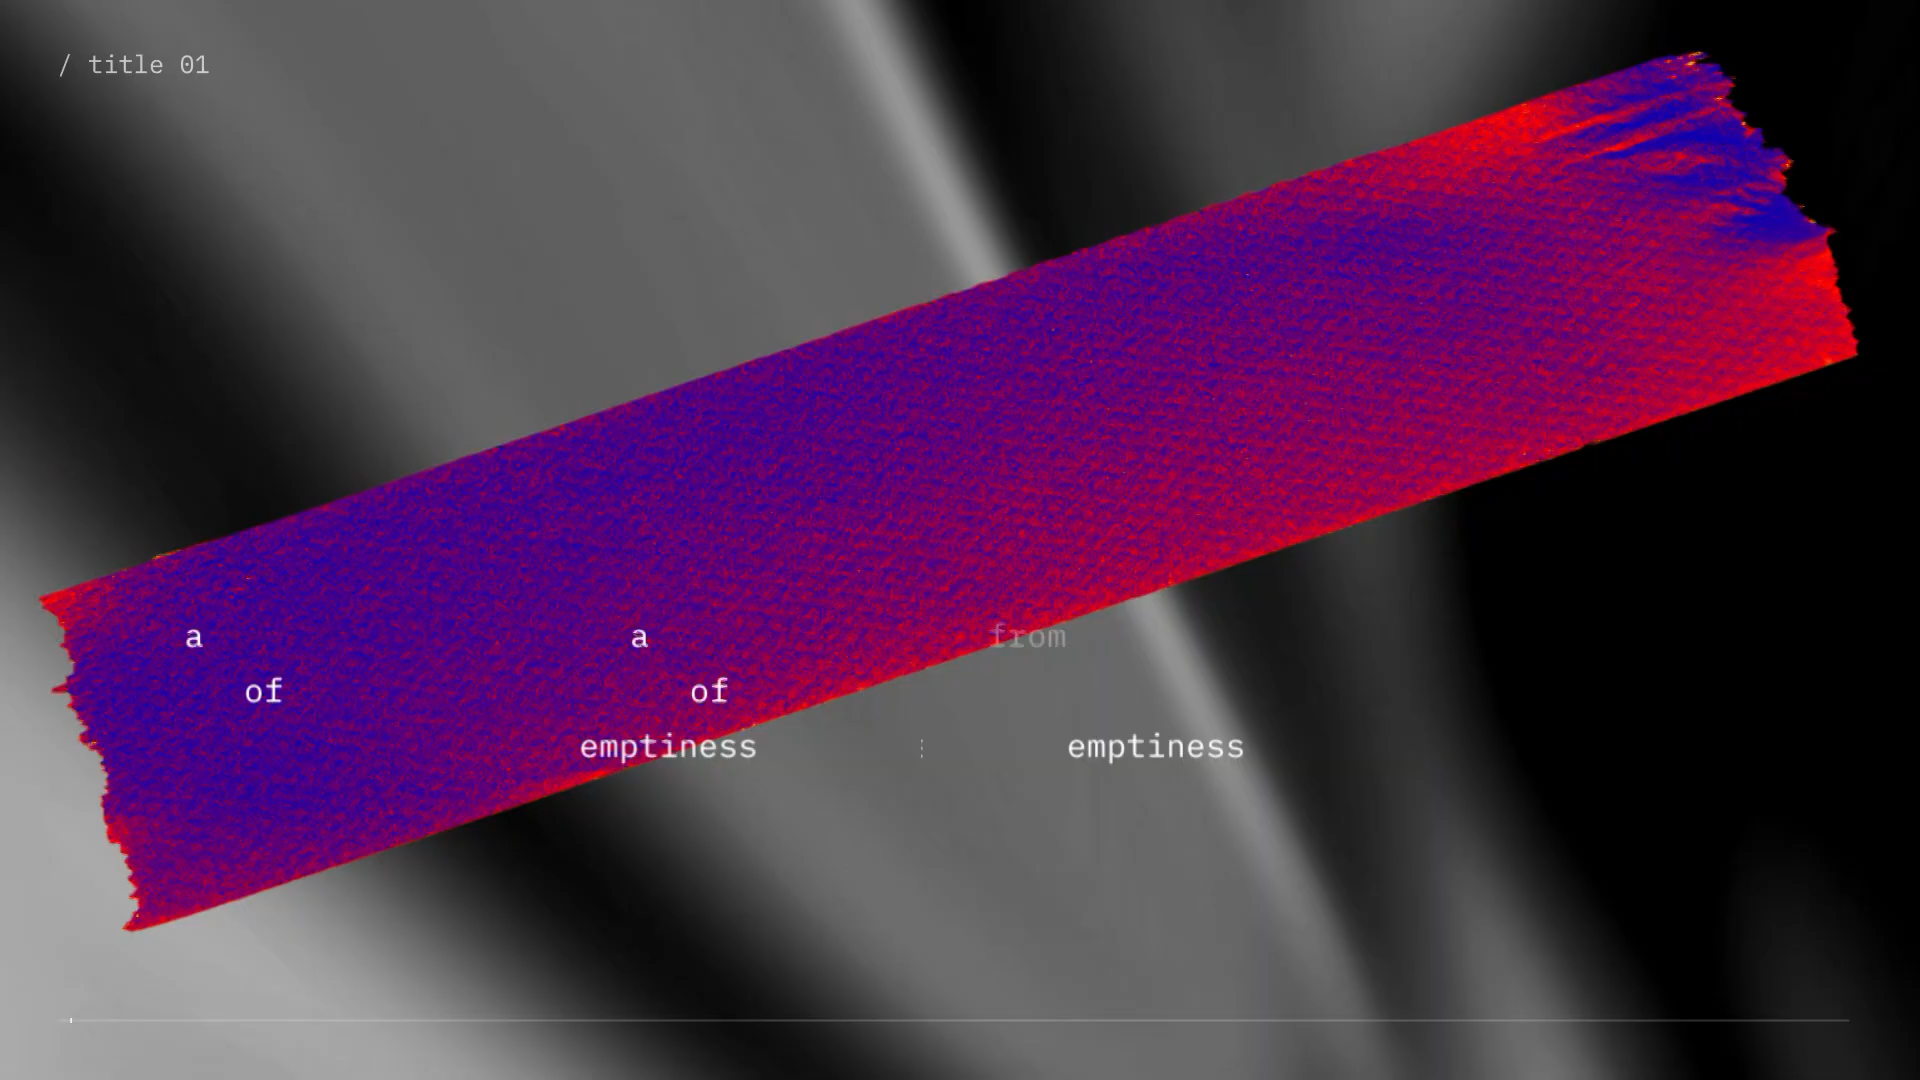 / title 01
a a from
of of
emptiness emptiness